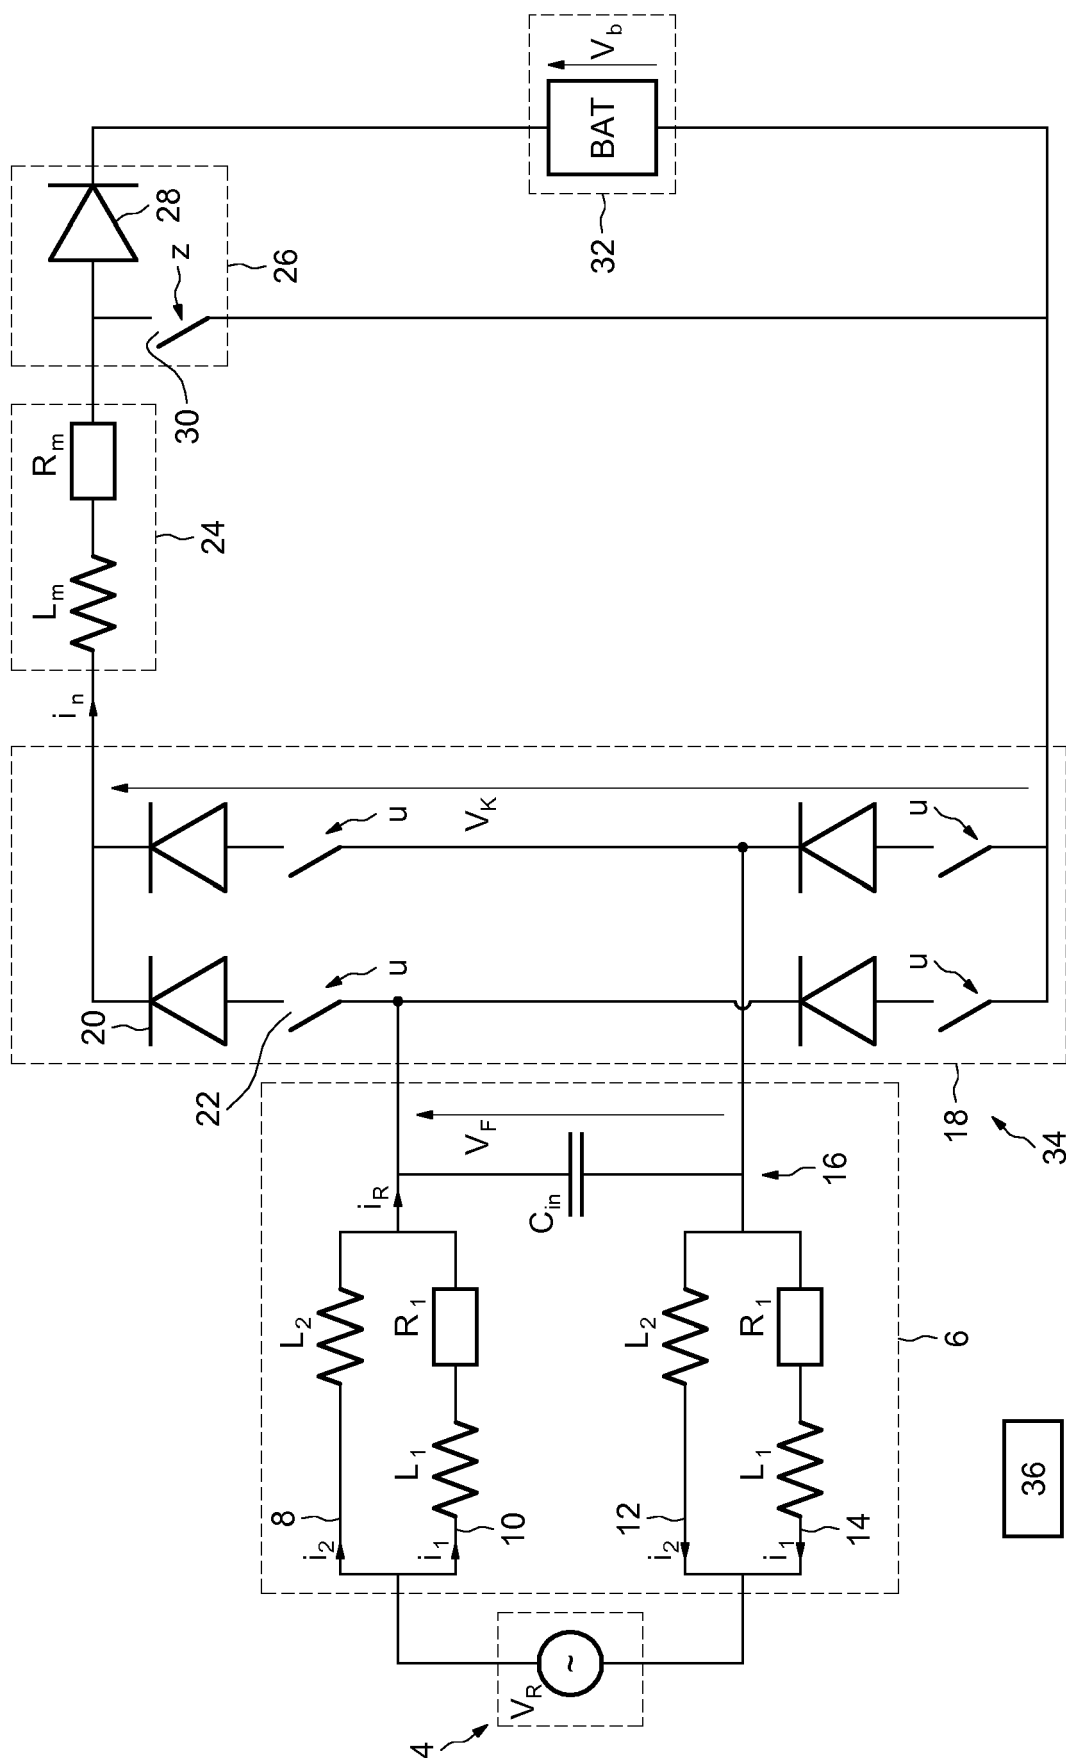 4
V_R
~
6
8
i_2
L_2
10
i_1
L_1
R_1
12
i_2
L_2
14
i_1
L_1
R_1
i_R
C_in
V_F
16
18
34
20
22
u
u
u
u
V_K
i_n
L_m
R_m
24
26
28
30
z
32
BAT
V_b
36